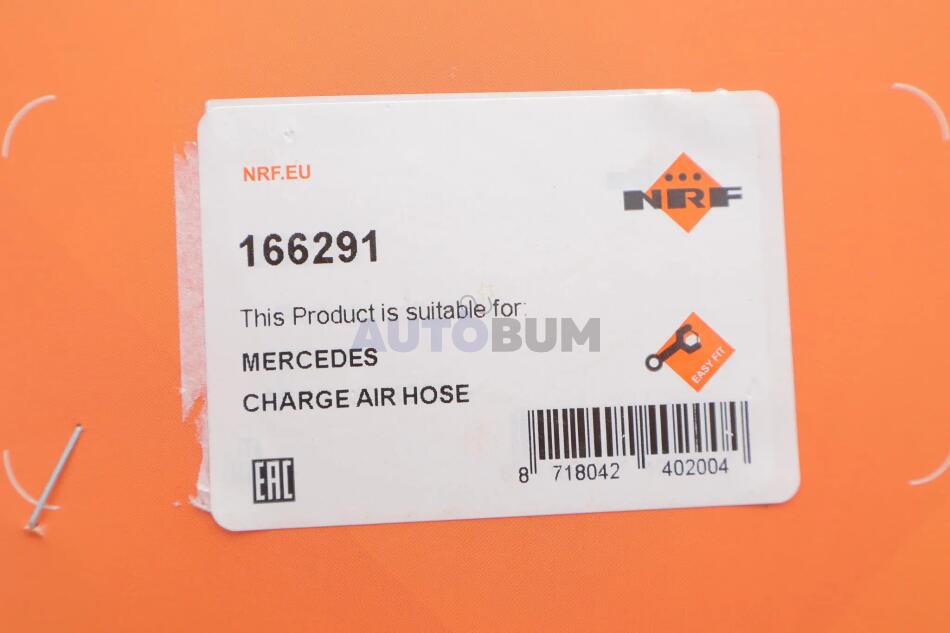 NRF.EU
NRF
166291
This Product is suitable for:
AUTOBUM
MERCEDES
CHARGE AIR HOSE
EASY FIT
8 718042 402004
EAC